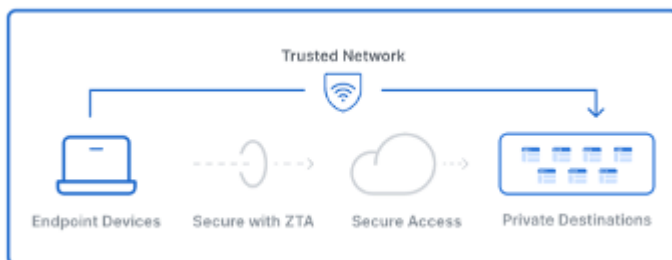 Trusted Network
Endpoint Devices
Secure with ZTA
Secure Access
Private Destinations